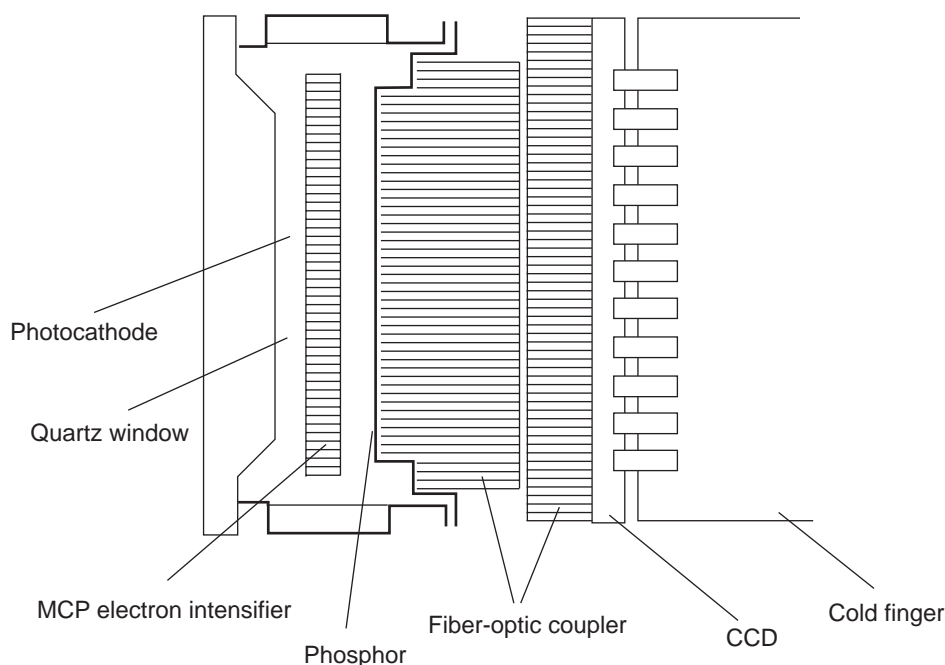 Photocathode
Quartz window
MCP electron intensifier
Phosphor
Fiber-optic coupler
CCD
Cold finger